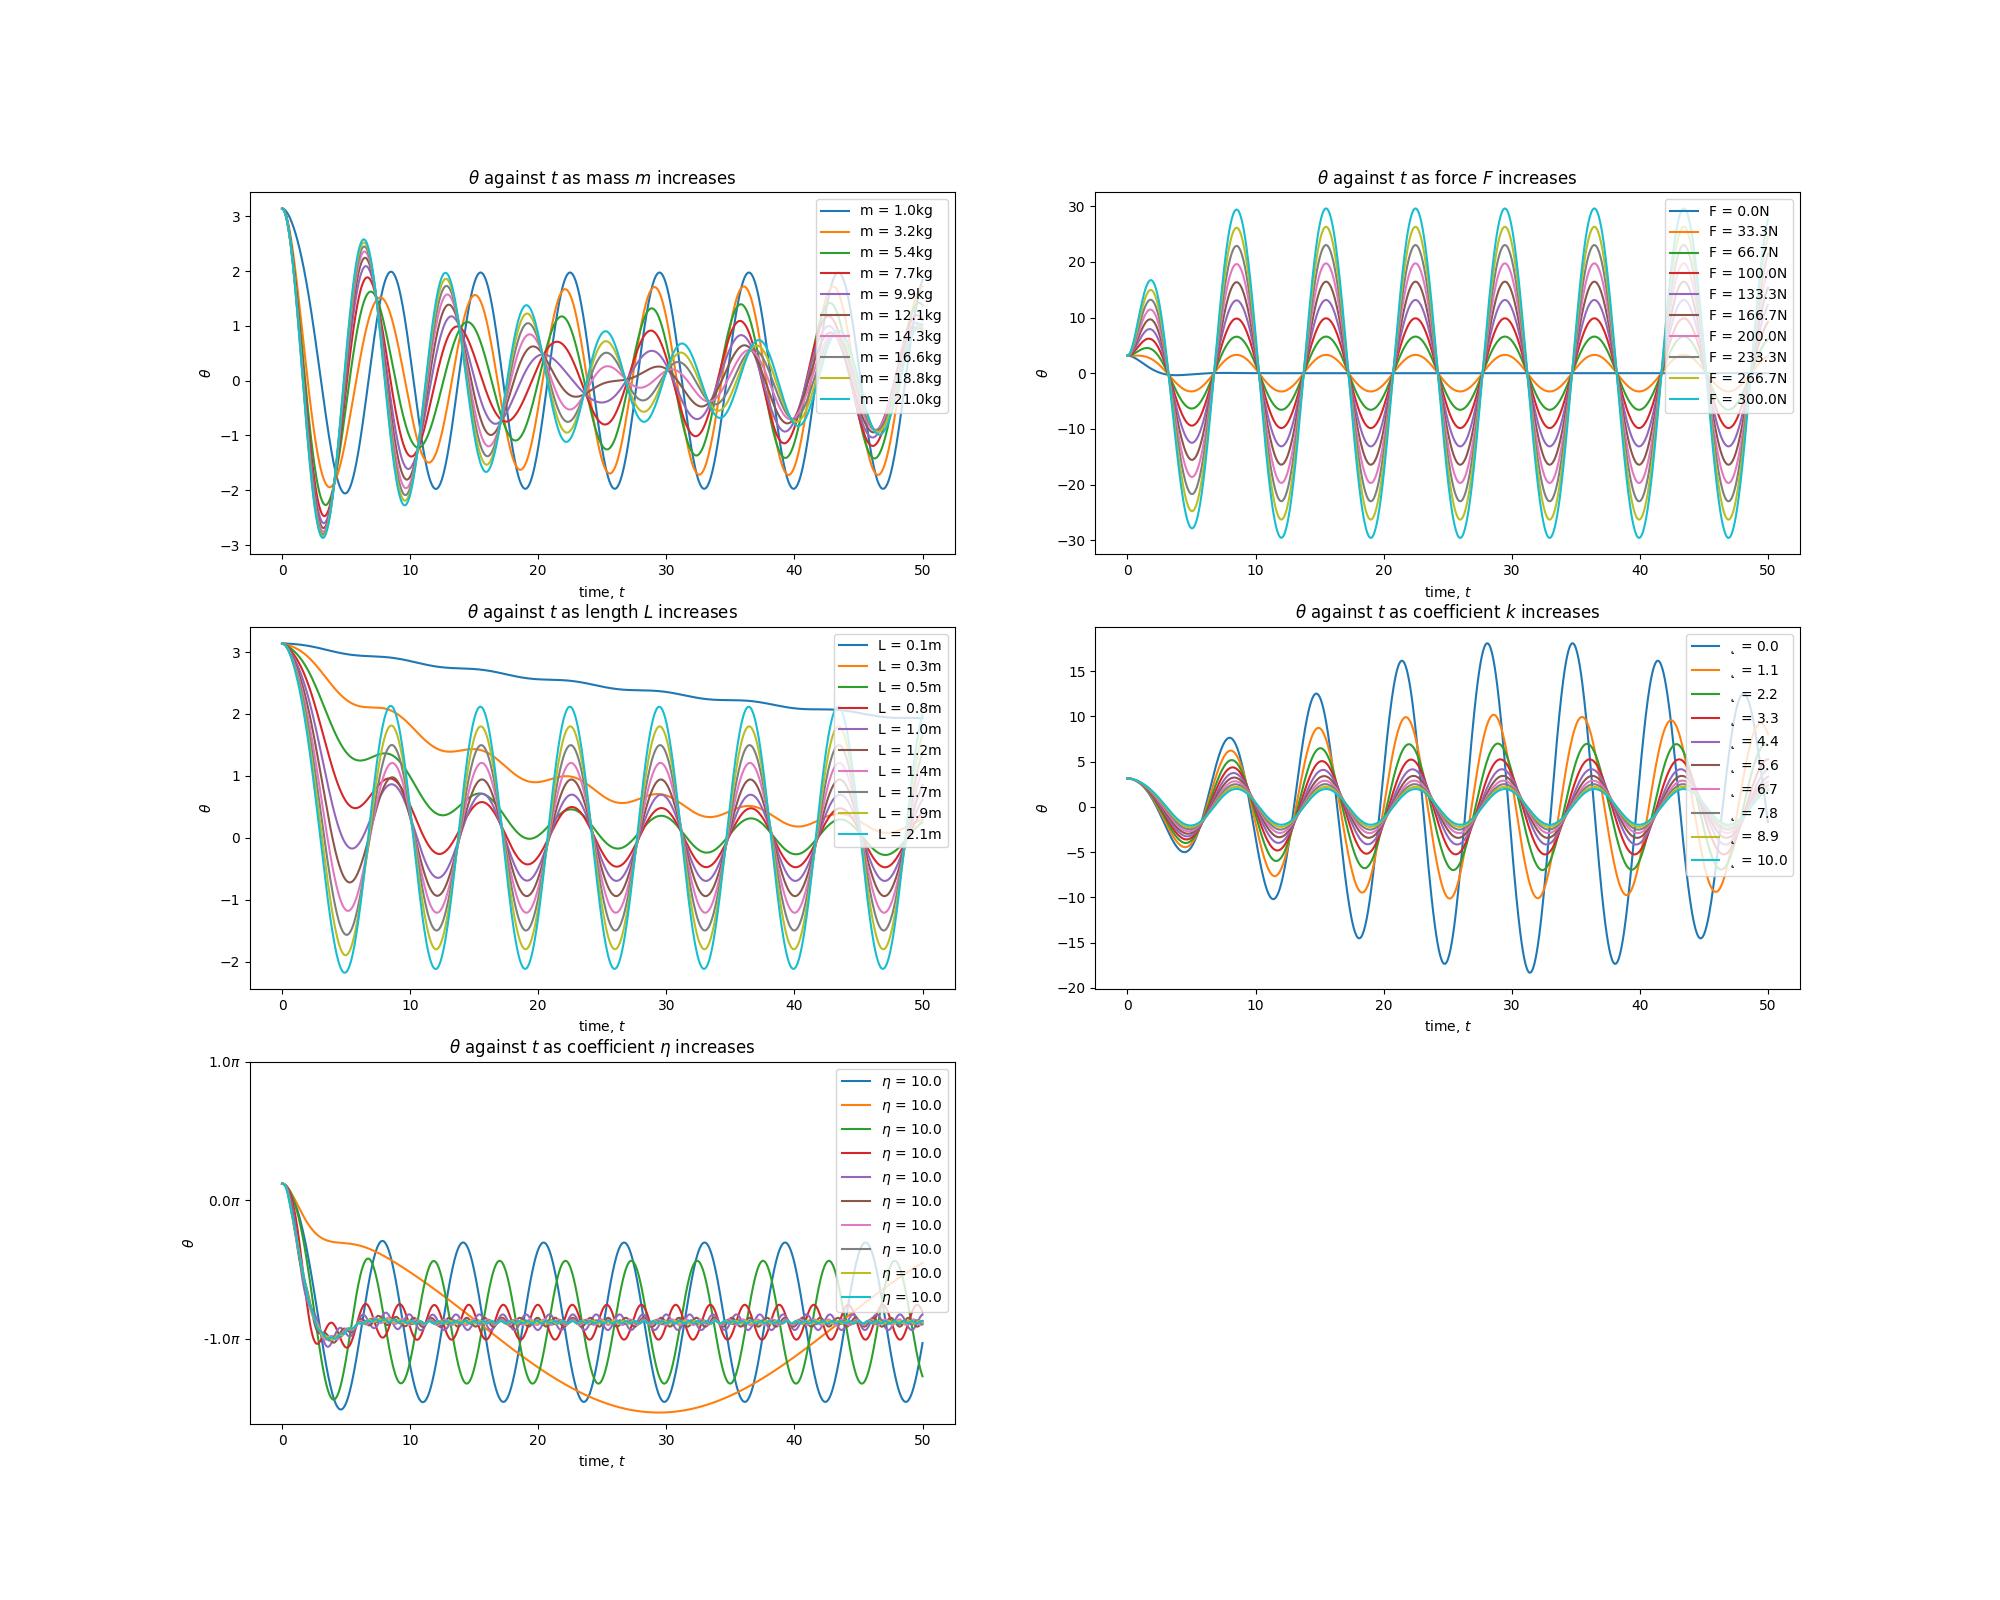 θ against t as mass m increases
3
2
1
0
−1
−2
−3
θ
m = 1.0kg
m = 3.2kg
m = 5.4kg
m = 7.7kg
m = 9.9kg
m = 12.1kg
m = 14.3kg
m = 16.6kg
m = 18.8kg
m = 21.0kg
0 10 20 30 40 50
time, t
θ against t as force F increases
30
20
10
0
−10
−20
−30
θ
F = 0.0N
F = 33.3N
F = 66.7N
F = 100.0N
F = 133.3N
F = 166.7N
F = 200.0N
F = 233.3N
F = 266.7N
F = 300.0N
0 10 20 30 40 50
time, t
θ against t as length L increases
3
2
1
0
−1
−2
θ
L = 0.1m
L = 0.3m
L = 0.5m
L = 0.8m
L = 1.0m
L = 1.2m
L = 1.4m
L = 1.7m
L = 1.9m
L = 2.1m
0 10 20 30 40 50
time, t
θ against t as coefficient k increases
15
10
5
0
−5
−10
−15
−20
θ
= 0.0
= 1.1
= 2.2
= 3.3
= 4.4
= 5.6
= 6.7
= 7.8
= 8.9
= 10.0
0 10 20 30 40 50
time, t
θ against t as coefficient η increases
1.0π
0.0π
-1.0π
θ
η = 10.0
η = 10.0
η = 10.0
η = 10.0
η = 10.0
η = 10.0
η = 10.0
η = 10.0
η = 10.0
η = 10.0
0 10 20 30 40 50
time, t